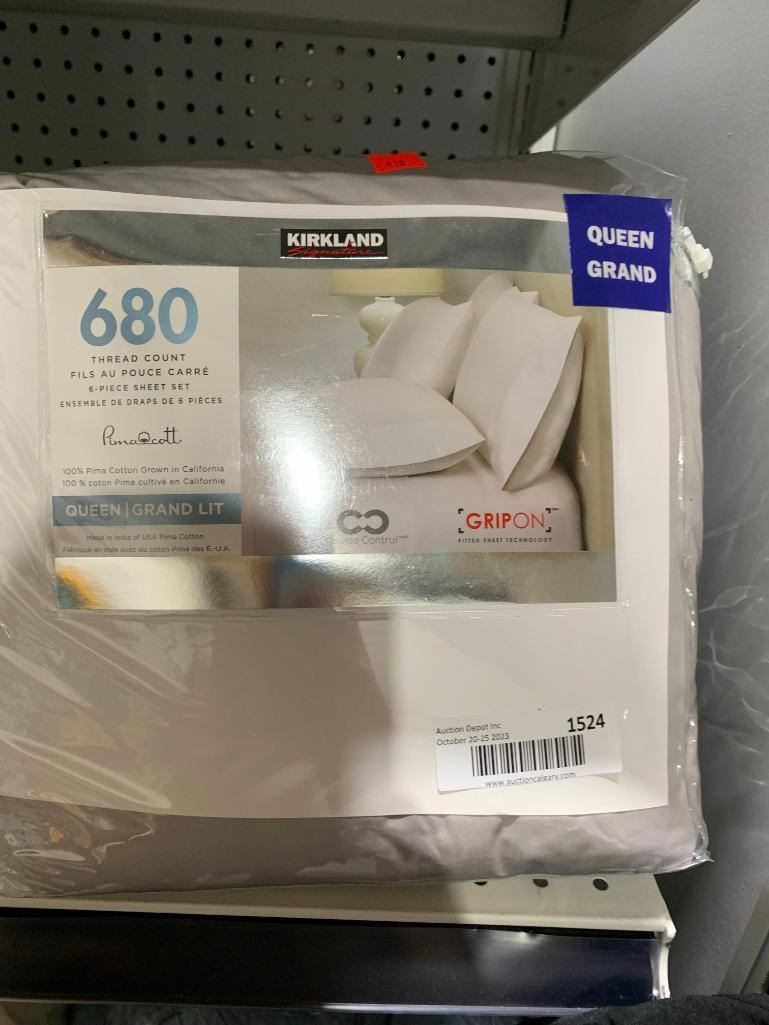 KIRKLAND
Signature
QUEEN
GRAND
680
THREAD COUNT
FILS AU POUCE CARRÉ
6-PIECE SHEET SET
ENSEMBLE DE DRAPS DE 6 PIÈCES
Pimacott
100% Pima Cotton Grown in California
100 % coton Pima cultivé en Californie
QUEEN | GRAND LIT
Made in India of USA Pima Cotton
Fabriqué en Inde avec du coton Pima des É.-U.A.
Control
GRIPON
FITTED SHEET TECHNOLOGY
Auction Depot Inc
October 20-25 2023
1524
www.auctioncalgary.com